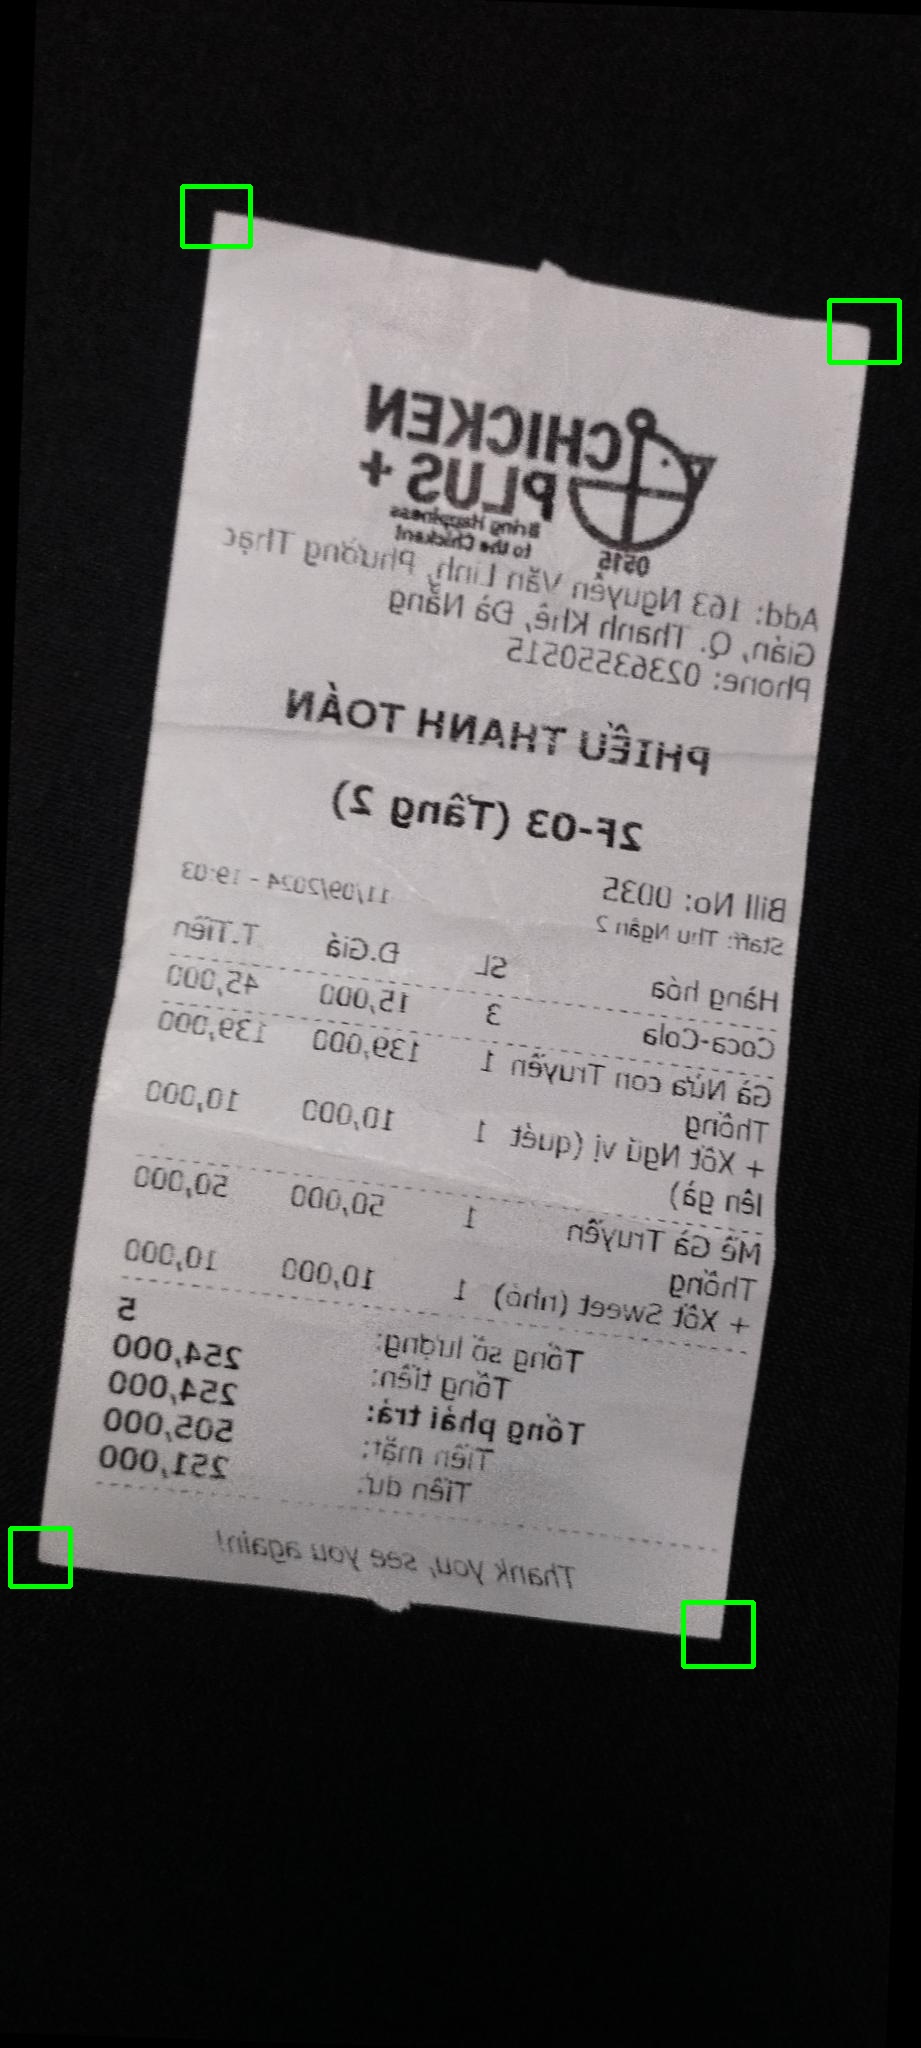 CHICKEN
PLUS +
Bring Happiness
to the Chickent
0515
Add: 163 Nguyễn Văn Linh, Phường Thạc
Gián, Q. Thanh Khê, Đà Nẵng
Phone: 02363550515
PHIẾU THANH TOÁN
2F-03 (Tầng 2)
Bill No: 0035 11/09/2024 - 19:03
Staff: Thu Ngân 2
Hàng hóa SL Đ.Giá T.Tiền
Coca-Cola 3 15,000 45,000
Gà Nửa con Truyền 1 139,000 139,000
Thống
+ Xốt Ngũ vị (quét 1 10,000 10,000
lên gà)
Mề Gà Truyền 1 50,000 50,000
Thống
+ Xốt Sweet (nhỏ) 1 10,000 10,000
Tổng số lượng: 5
Tổng tiền: 254,000
Tổng phải trả: 254,000
Tiền mặt: 505,000
Tiền dư: 251,000
Thank you, see you again!